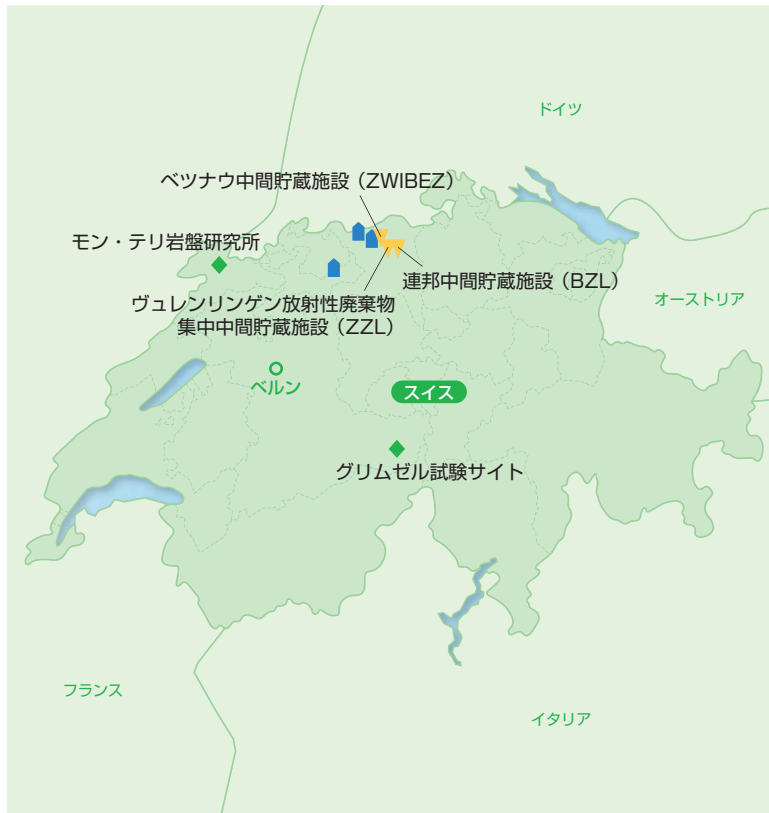 ドイツ
ベツナウ中間貯蔵施設（ZWIBEZ）
モン・テリ岩盤研究所
連邦中間貯蔵施設（BZL）
オーストリア
ヴュレンリンゲン放射性廃棄物
集中中間貯蔵施設（ZZL）
ベルン
スイス
グリムゼル試験サイト
フランス
イタリア